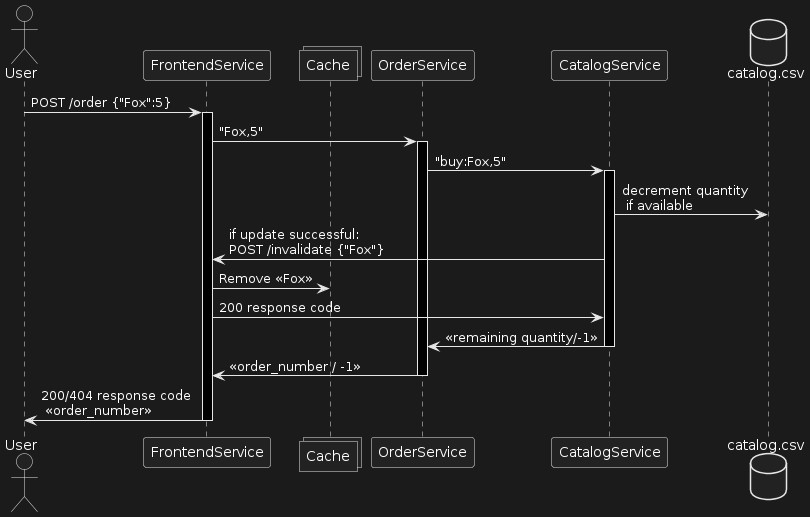 User
FrontendService
Cache
OrderService
CatalogService
catalog.csv
POST /order {"Fox":5}
"Fox,5"
"buy:Fox,5"
decrement quantity
if available
if update successful:
POST /invalidate {"Fox"}
Remove «Fox»
200 response code
«remaining quantity/-1»
«order_number / -1»
200/404 response code
«order_number»
User
FrontendService
Cache
OrderService
CatalogService
catalog.csv